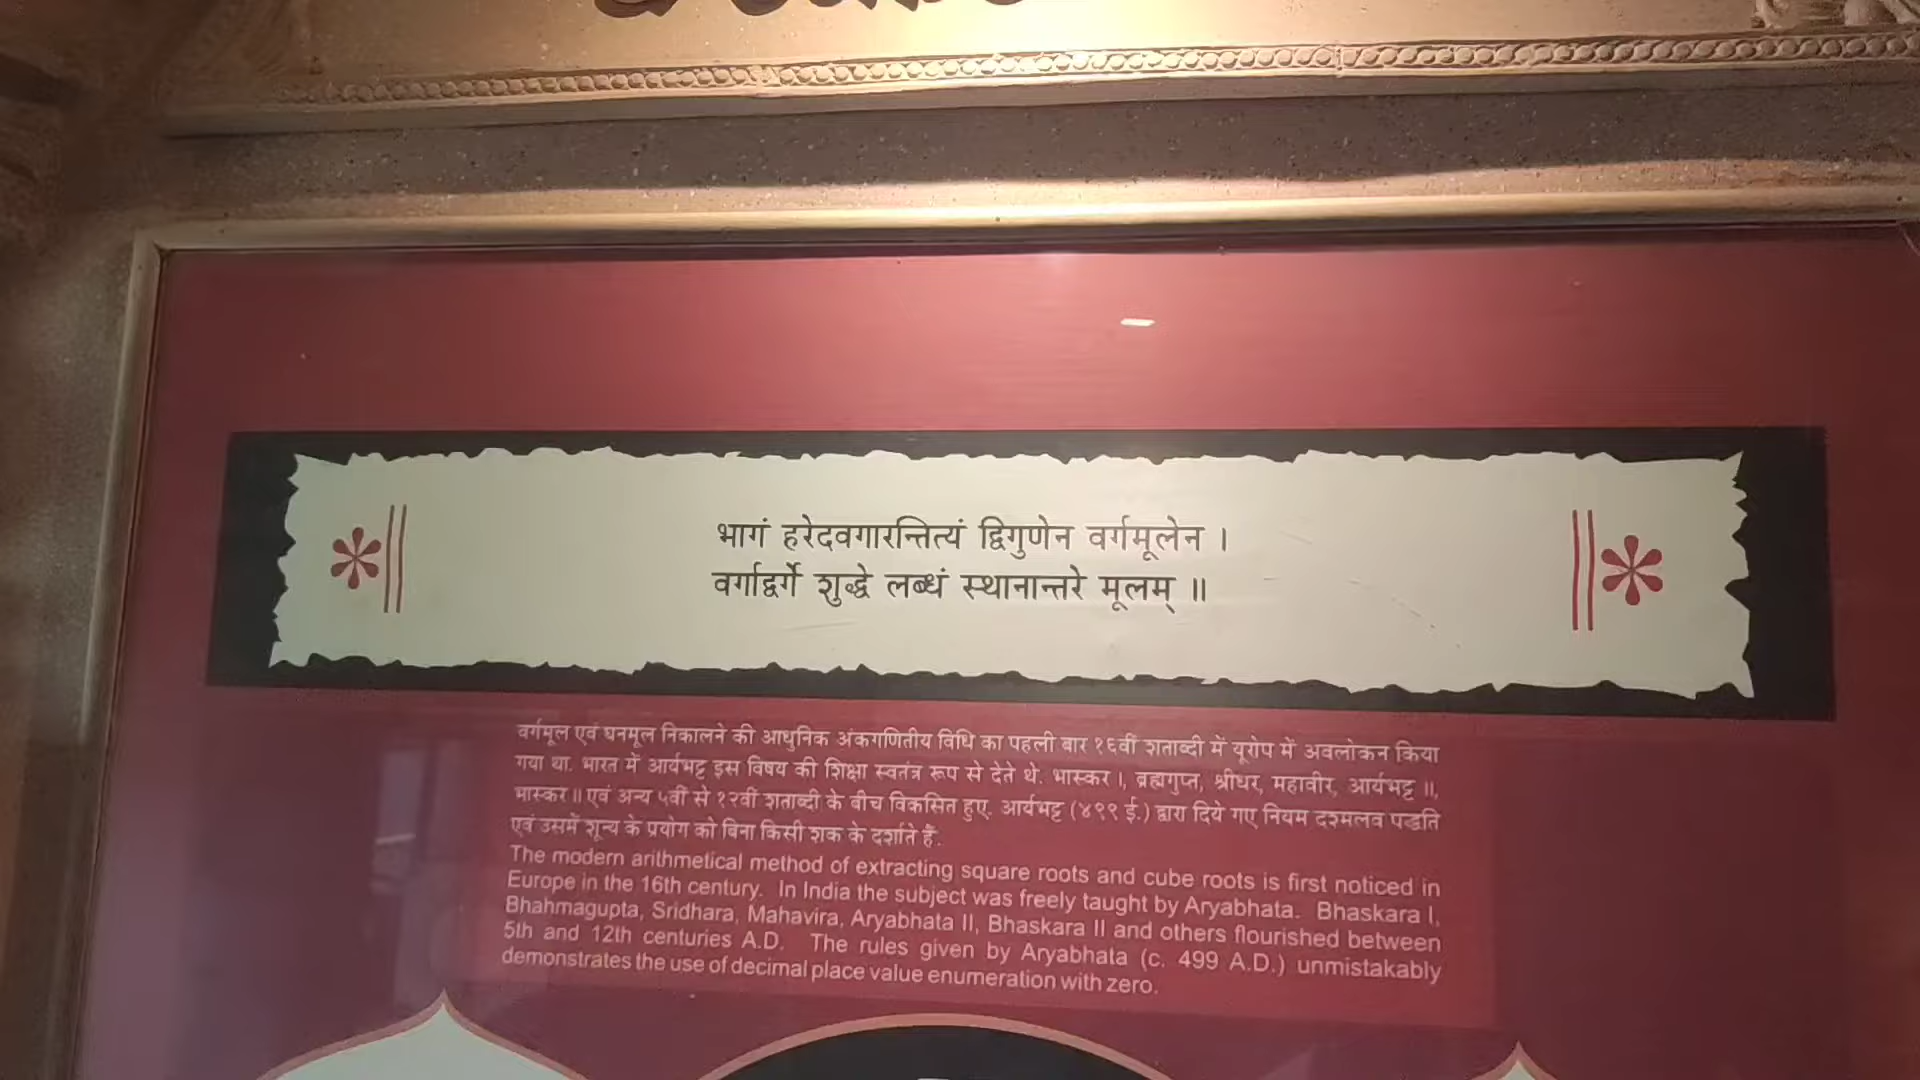 भागं हरेदवगारन्तित्यं द्विगुणेन वर्गमूलेन ।
वर्गाद्वर्गे शुद्धे लब्धं स्थानान्तरे मूलम् ॥
वर्गमूल एवं घनमूल निकालने की आधुनिक अंकगणितीय विधि का पहली बार १६वीं शताब्दी में यूरोप में अवलोकन किया
गया था. भारत में आर्यभट्ट इस विषय की शिक्षा स्वतंत्र रूप से देते थे. भास्कर I, ब्रह्मगुप्त, श्रीधर, महावीर, आर्यभट्ट II,
भास्कर II एवं अन्य ५वीं से १२वीं शताब्दी के बीच विकसित हुए. आर्यभट्ट (४९९ ई.) द्वारा दिये गए नियम दश्मलव पद्धति
एवं उसमें शून्य के प्रयोग को बिना किसी शक के दर्शाते हैं.
The modern arithmetical method of extracting square roots and cube roots is first noticed in
Europe in the 16th century. In India the subject was freely taught by Aryabhata. Bhaskara I,
Bhahmagupta, Sridhara, Mahavira, Aryabhata II, Bhaskara II and others flourished between
5th and 12th centuries A.D. The rules given by Aryabhata (c. 499 A.D.) unmistakably
demonstrates the use of decimal place value enumeration with zero.